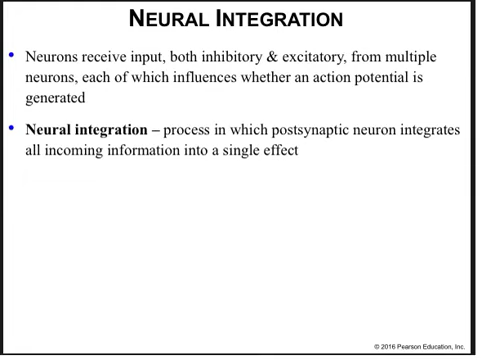 NEURAL INTEGRATION
• Neurons receive input, both inhibitory & excitatory, from multiple
neurons, each of which influences whether an action potential is
generated
• Neural integration – process in which postsynaptic neuron integrates
all incoming information into a single effect
© 2016 Pearson Education, Inc.